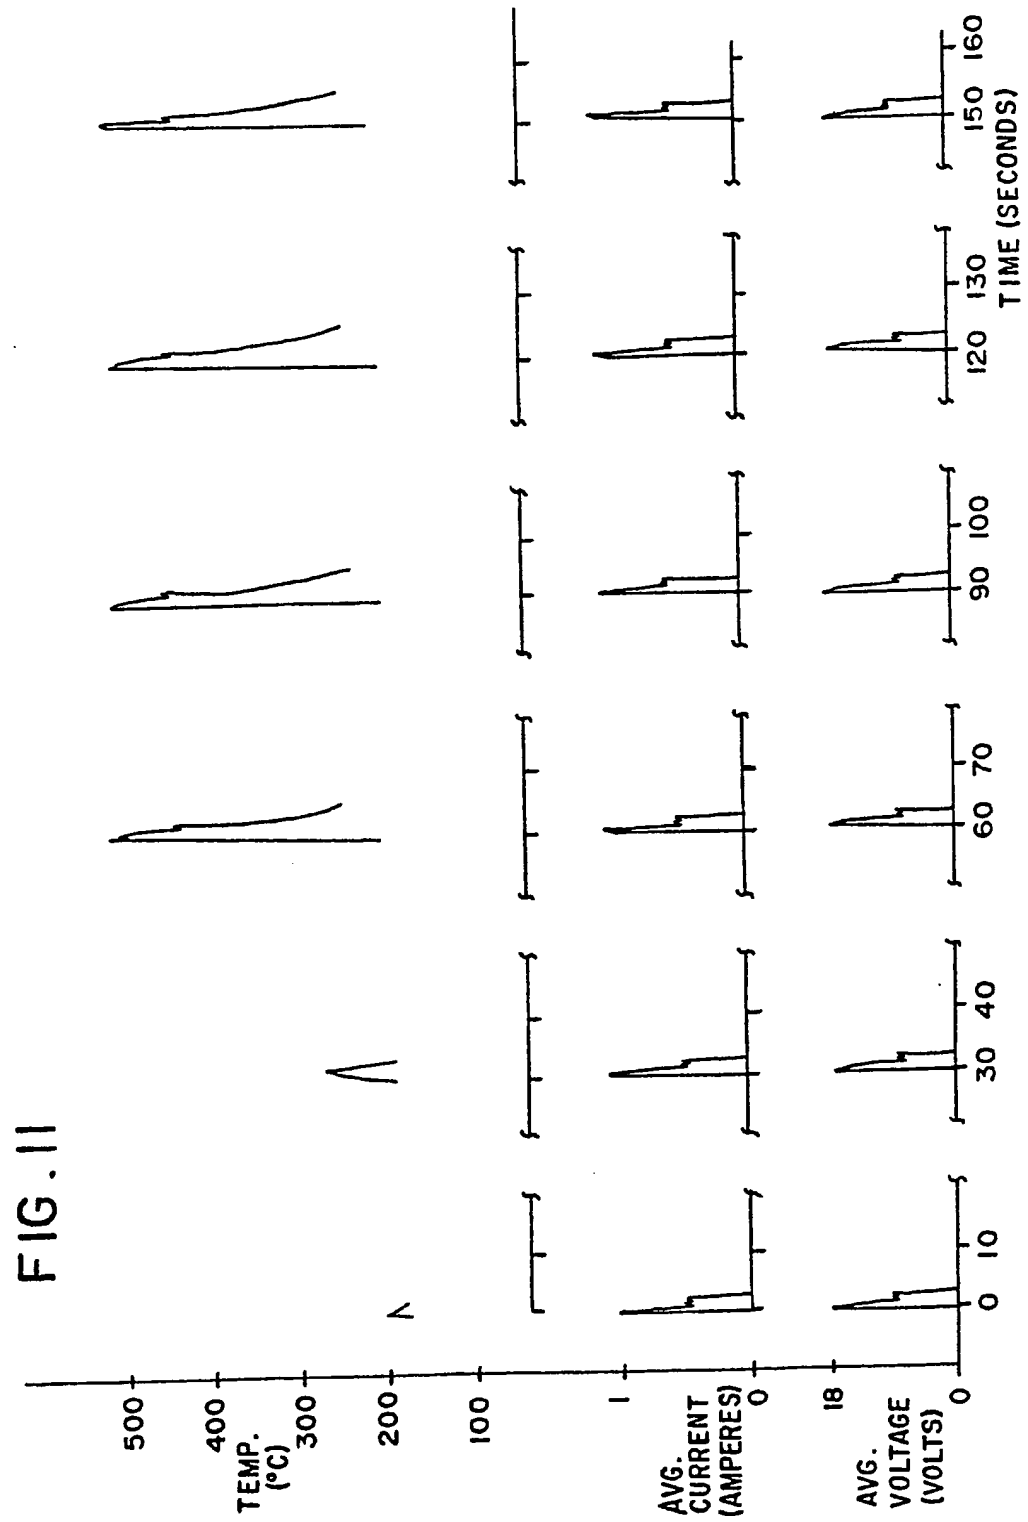 FIG. 11
500
400
300
200
100
TEMP.
(°C)
1
0
AVG.
CURRENT
(AMPERES)
18
0
AVG.
VOLTAGE
(VOLTS)
0 10 30 40 60 70 90 100 120 130 150 160
TIME (SECONDS)